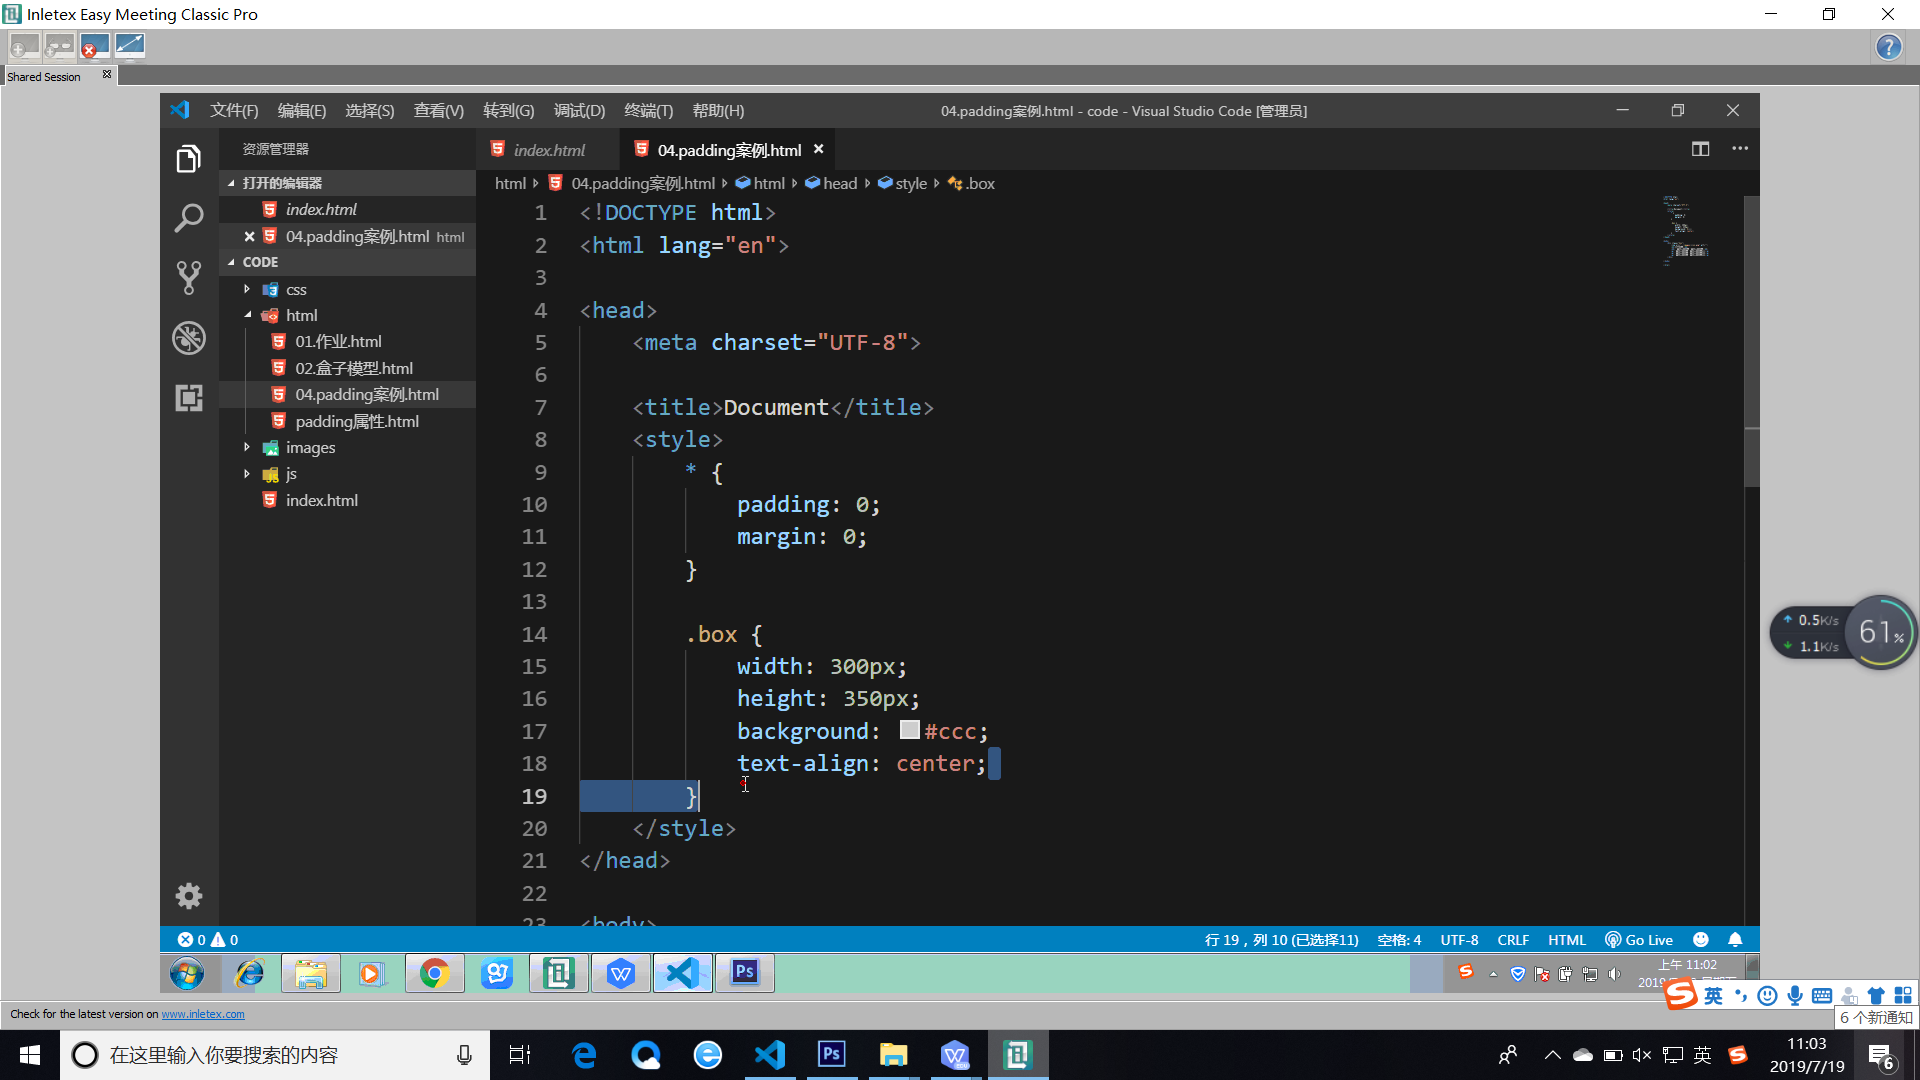 Inletex Easy Meeting Classic Pro
Shared Session
文件(F) 编辑(E) 选择(S) 查看(V) 转到(G) 调试(D) 终端(T) 帮助(H)
04.padding案例.html - code - Visual Studio Code [管理员]
资源管理器
index.html
04.padding案例.html
打开的编辑器
index.html
04.padding案例.html html
CODE
css
html
01.作业.html
02.盒子模型.html
04.padding案例.html
padding属性.html
images
js
index.html
html 04.padding案例.html html head style .box
1 <!DOCTYPE html>
2 <html lang="en">
3
4 <head>
5 <meta charset="UTF-8">
6
7 <title>Document</title>
8 <style>
9 * {
10 padding: 0;
11 margin: 0;
12 }
13
14 .box {
15 width: 300px;
16 height: 350px;
17 background: #ccc;
18 text-align: center;
19 }
20 </style>
21 </head>
22
23 <body>
0.5K/s
1.1K/s
61%
0 0
行 19，列 10 (已选择11) 空格: 4 UTF-8 CRLF HTML Go Live
上午 11:02
英
6 个新通知
Check for the latest version on www.inletex.com
在这里输入你要搜索的内容
英
11:03
2019/7/19
6